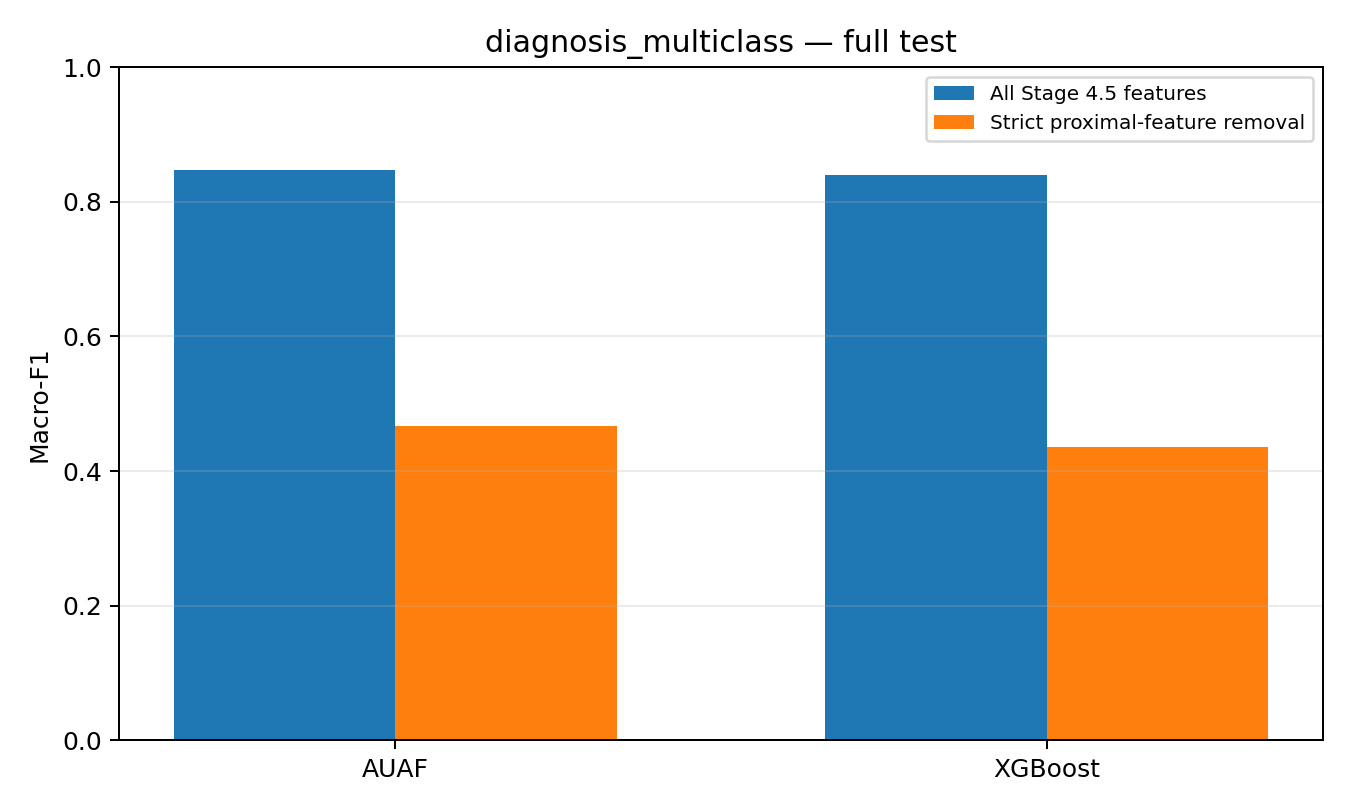 diagnosis_multiclass — full test
All Stage 4.5 features
Strict proximal-feature removal
Macro-F1
1.0
0.8
0.6
0.4
0.2
0.0
AUAF
XGBoost